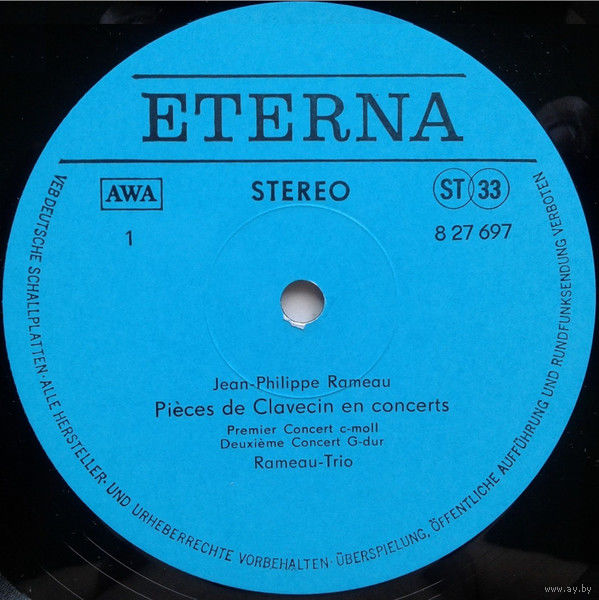 ETERNA
AWA
STEREO
ST 33
1
8 27 697
Jean-Philippe Rameau
Pièces de Clavecin en concerts
Premier Concert c-moll
Deuxième Concert G-dur
Rameau-Trio
VEB DEUTSCHE SCHALLPLATTEN · ALLE HERSTELLER- UND URHEBERRECHTE VORBEHALTEN · ÜBERSPIELUNG, ÖFFENTLICHE AUFFÜHRUNG UND RUNDFUNKSENDUNG VERBOTEN
www.ay.by